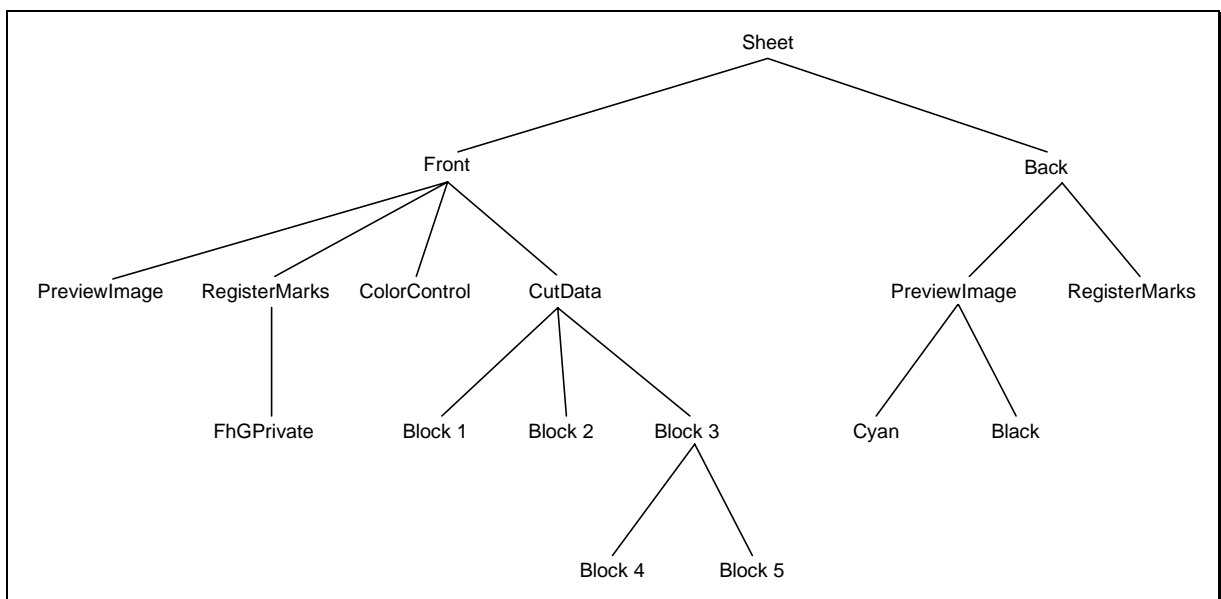 Sheet
Front Back
PreviewImage RegisterMarks ColorControl CutData PreviewImage RegisterMarks
FhGPrivate Block 1 Block 2 Block 3 Cyan Black
Block 4 Block 5